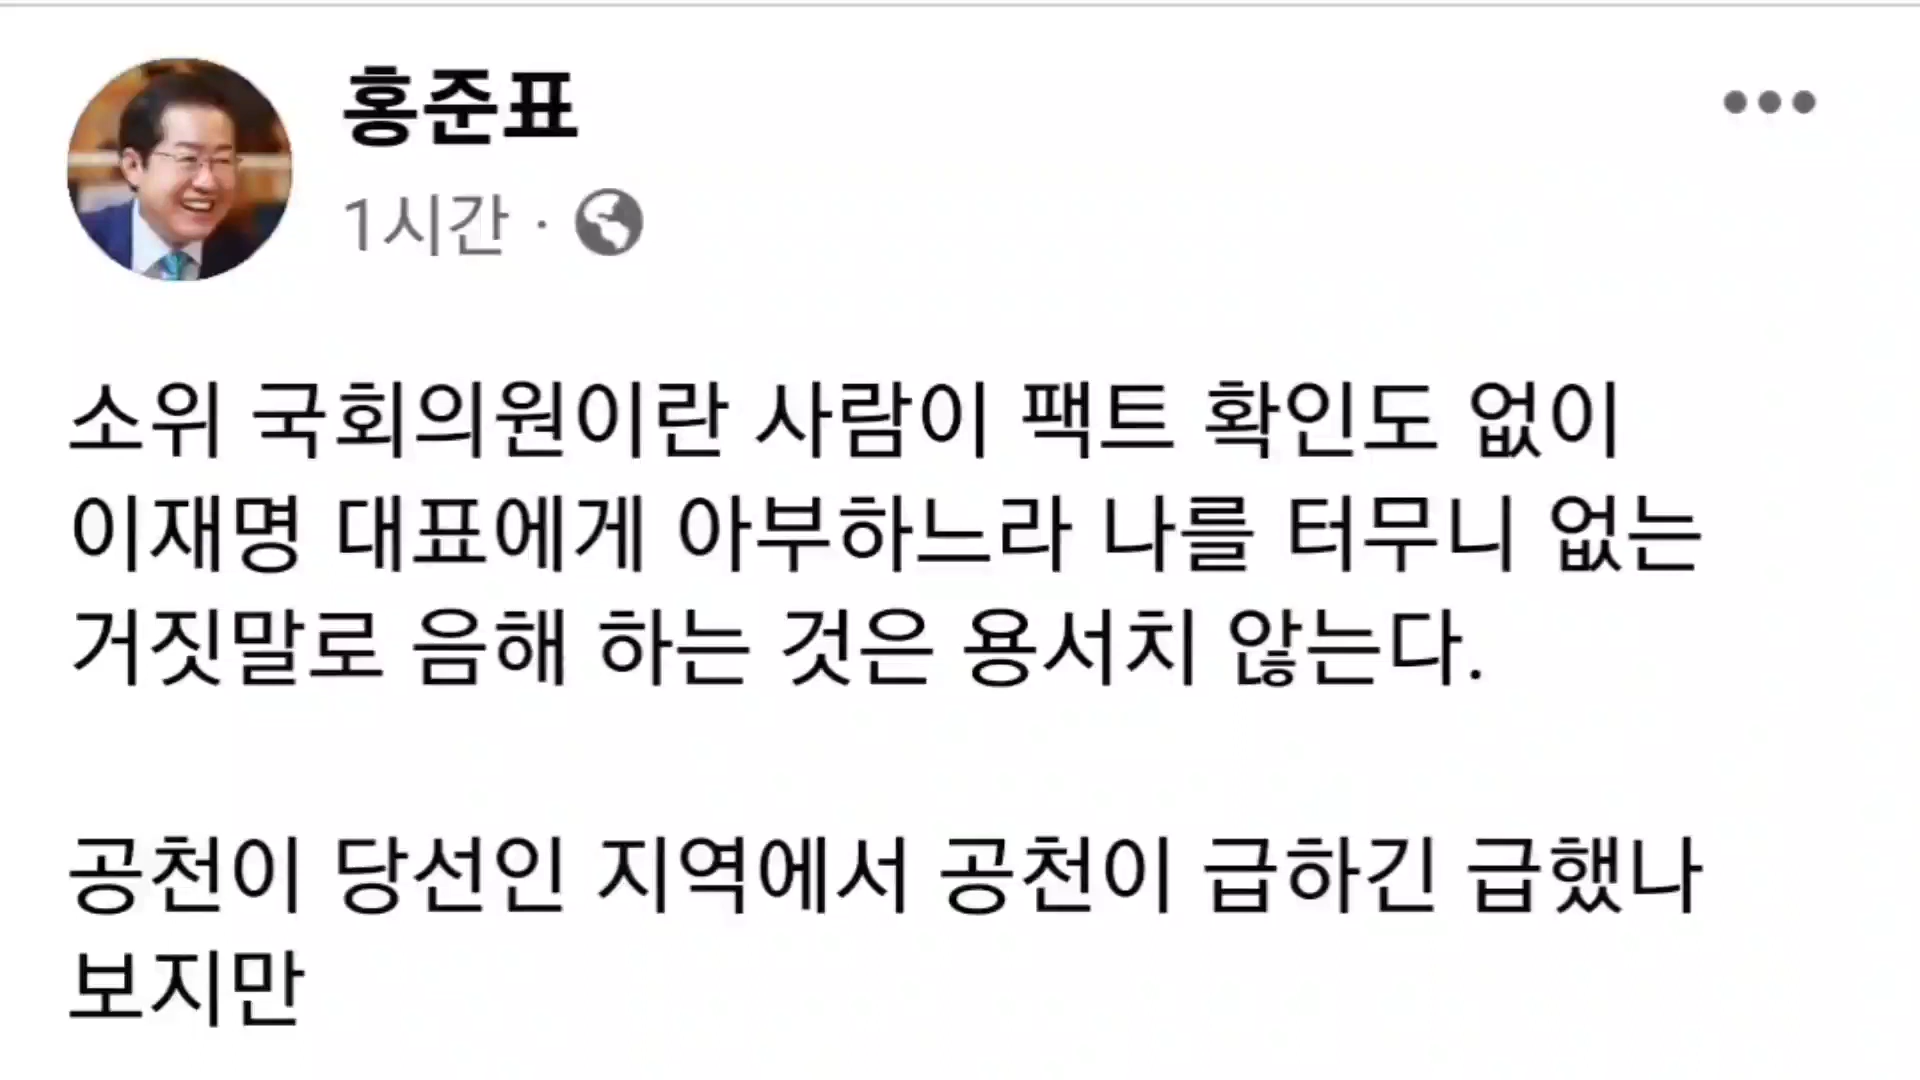 홍준표
1시간 ·
소위 국회의원이란 사람이 팩트 확인도 없이
이재명 대표에게 아부하느라 나를 터무니 없는
거짓말로 음해 하는 것은 용서치 않는다.
공천이 당선인 지역에서 공천이 급하긴 급했나
보지만